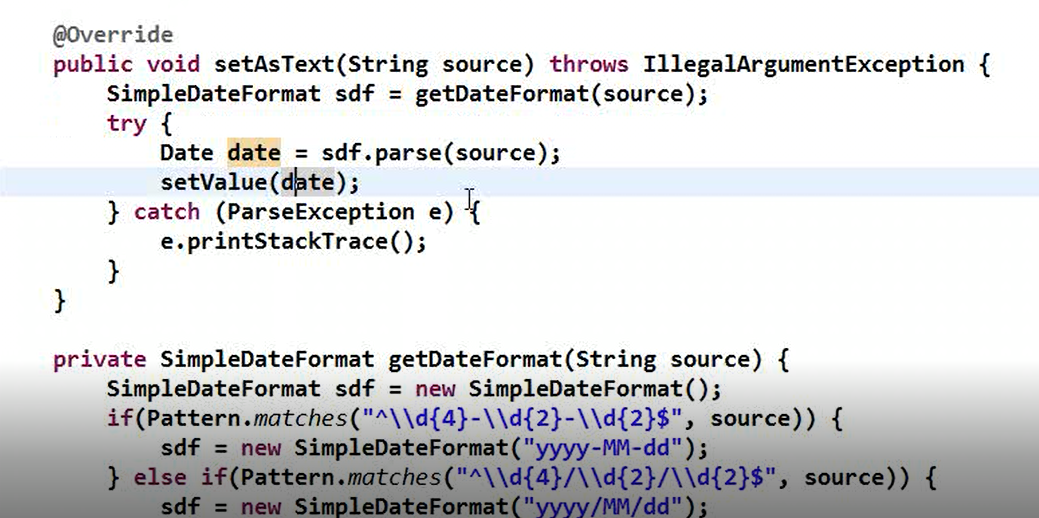 @Override
public void setAsText(String source) throws IllegalArgumentException {
    SimpleDateFormat sdf = getDateFormat(source);
    try {
        Date date = sdf.parse(source);
        setValue(date);
    } catch (ParseException e) {
        e.printStackTrace();
    }
}

private SimpleDateFormat getDateFormat(String source) {
    SimpleDateFormat sdf = new SimpleDateFormat();
    if(Pattern.matches("^\\d{4}-\\d{2}-\\d{2}$", source)) {
        sdf = new SimpleDateFormat("yyyy-MM-dd");
    } else if(Pattern.matches("^\\d{4}/\\d{2}/\\d{2}$", source)) {
        sdf = new SimpleDateFormat("yyyy/MM/dd");